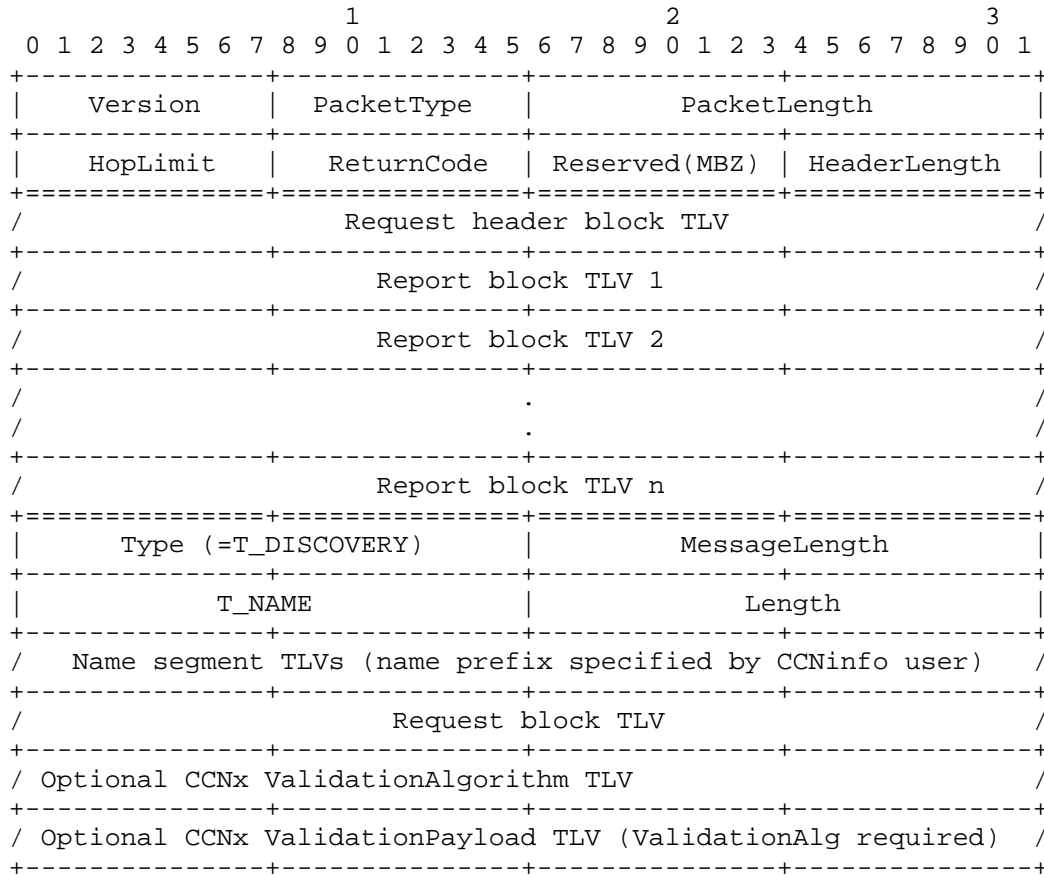 1                   2                   3
 0 1 2 3 4 5 6 7 8 9 0 1 2 3 4 5 6 7 8 9 0 1 2 3 4 5 6 7 8 9 0 1
+---------------+---------------+---------------+---------------+
|    Version    |  PacketType   |         PacketLength          |
+---------------+---------------+---------------+---------------+
|    HopLimit   |   ReturnCode  | Reserved(MBZ) | HeaderLength  |
+===============+===============+===============+===============+
/                    Request header block TLV                   /
+---------------+---------------+---------------+---------------+
/                      Report block TLV 1                       /
+---------------+---------------+---------------+---------------+
/                      Report block TLV 2                       /
+---------------+---------------+---------------+---------------+
/                               .                               /
/                               .                               /
+---------------+---------------+---------------+---------------+
/                      Report block TLV n                       /
+===============+===============+===============+===============+
|      Type (=T_DISCOVERY)      |         MessageLength         |
+---------------+---------------+---------------+---------------+
|            T_NAME             |             Length            |
+---------------+---------------+---------------+---------------+
/   Name segment TLVs (name prefix specified by CCNinfo user)   /
+---------------+---------------+---------------+---------------+
/                       Request block TLV                       /
+---------------+---------------+---------------+---------------+
/ Optional CCNx ValidationAlgorithm TLV                         /
+---------------+---------------+---------------+---------------+
/ Optional CCNx ValidationPayload TLV (ValidationAlg required)  /
+---------------+---------------+---------------+---------------+